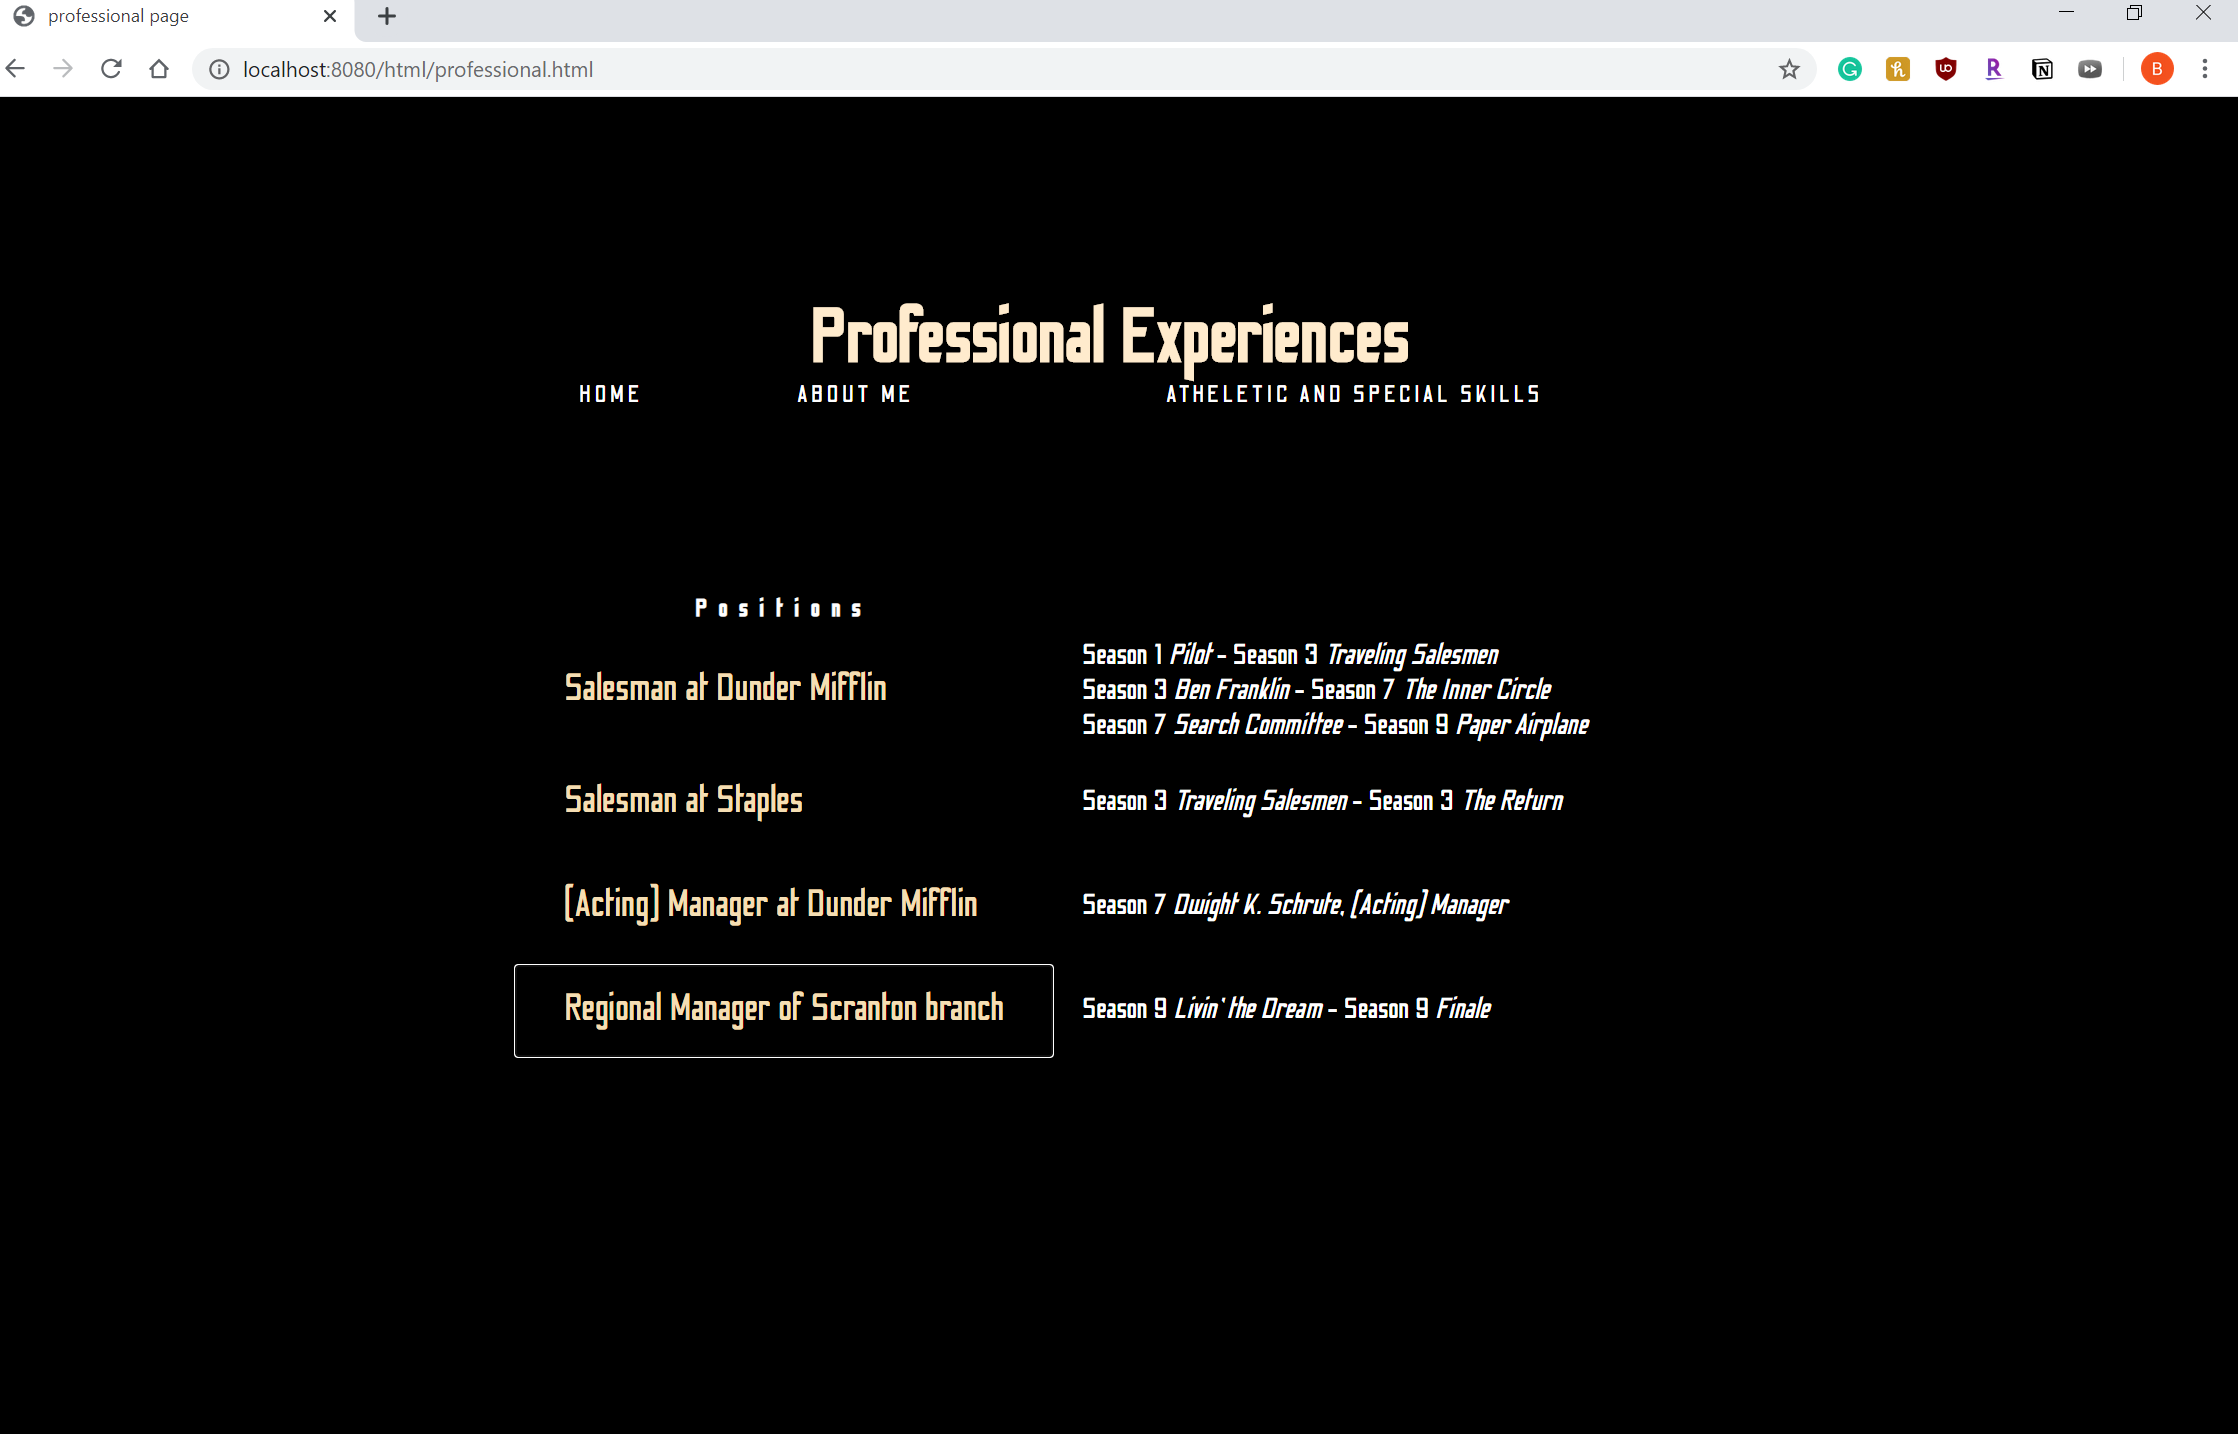 professional page
localhost:8080/html/professional.html
B
Professional Experiences
HOME ABOUT ME ATHELETIC AND SPECIAL SKILLS
Positions
Salesman at Dunder Mifflin
Season 1 Pilot - Season 3 Traveling Salesmen
Season 3 Ben Franklin - Season 7 The Inner Circle
Season 7 Search Committee - Season 9 Paper Airplane
Salesman at Staples
Season 3 Traveling Salesmen - Season 3 The Return
(Acting) Manager at Dunder Mifflin
Season 7 Dwight K. Schrute, (Acting) Manager
Regional Manager of Scranton branch
Season 9 Livin' the Dream - Season 9 Finale